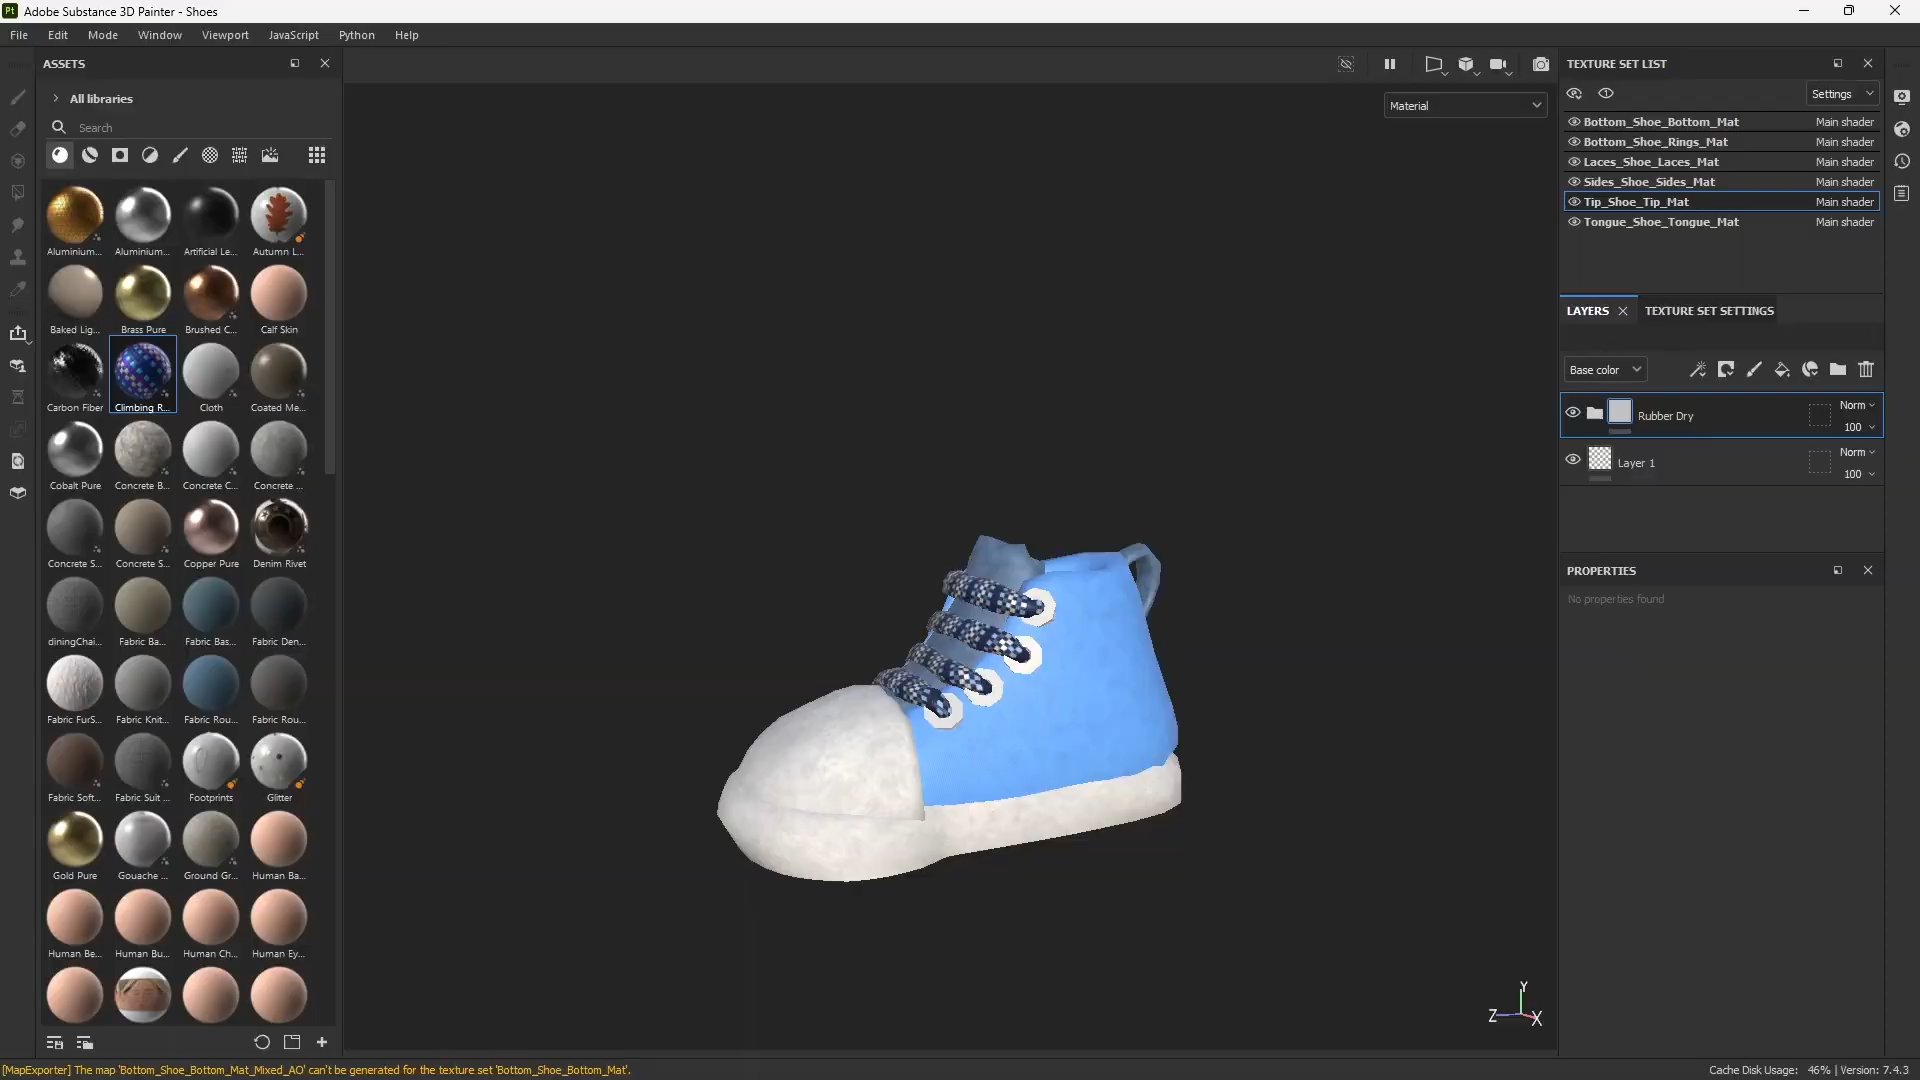 Pt Adobe Substance 3D Painter - Shoes
File Edit Mode Window Viewport JavaScript Python Help
ASSETS
All libraries
Search
Aluminium... Aluminium... Artificial Le... Autumn L...
Baked Lig... Brass Pure Brushed C... Calf Skin
Carbon Fiber Climbing R... Cloth Coated Me...
Cobalt Pure Concrete B... Concrete C... Concrete ...
Concrete S... Concrete S... Copper Pure Denim Rivet
diningChai... Fabric Ba... Fabric Bas... Fabric Den...
Fabric FurS... Fabric Knit... Fabric Rou... Fabric Rou...
Fabric Soft... Fabric Suit ... Footprints Glitter
Gold Pure Gouache ... Ground Gr... Human Ba...
Human Be... Human Bu... Human Ch... Human Ey...
Material
Y
Z X
TEXTURE SET LIST
Settings
Bottom_Shoe_Bottom_Mat Main shader
Bottom_Shoe_Rings_Mat Main shader
Laces_Shoe_Laces_Mat Main shader
Sides_Shoe_Sides_Mat Main shader
Tip_Shoe_Tip_Mat Main shader
Tongue_Shoe_Tongue_Mat Main shader
LAYERS TEXTURE SET SETTINGS
Base color
Rubber Dry Norm
100
Layer 1 Norm
100
PROPERTIES
No properties found
[MapExporter] The map 'Bottom_Shoe_Bottom_Mat_Mixed_AO' can't be generated for the texture set 'Bottom_Shoe_Bottom_Mat'.
Cache Disk Usage: 46% | Version: 7.4.3